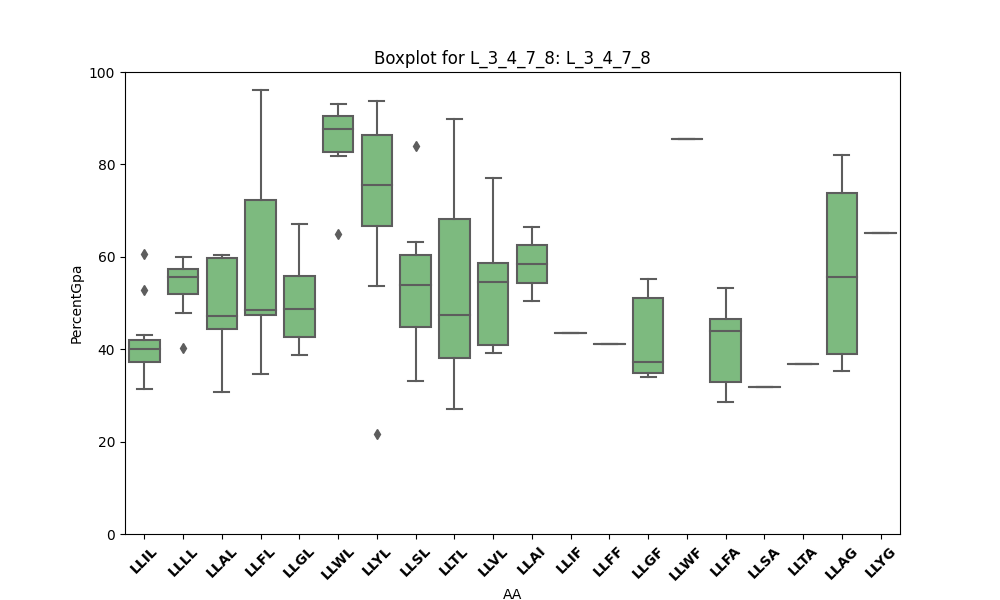 Boxplot for L_3_4_7_8: L_3_4_7_8
PercentGpa
100
80
60
40
20
0
LLIL LLLL LLAL LLFL LLGL LLWL LLYL LLSL LLTL LLVL LLAI LLIF LLFF LLGF LLWF LLFA LLSA LLTA LLAG LLYG
AA